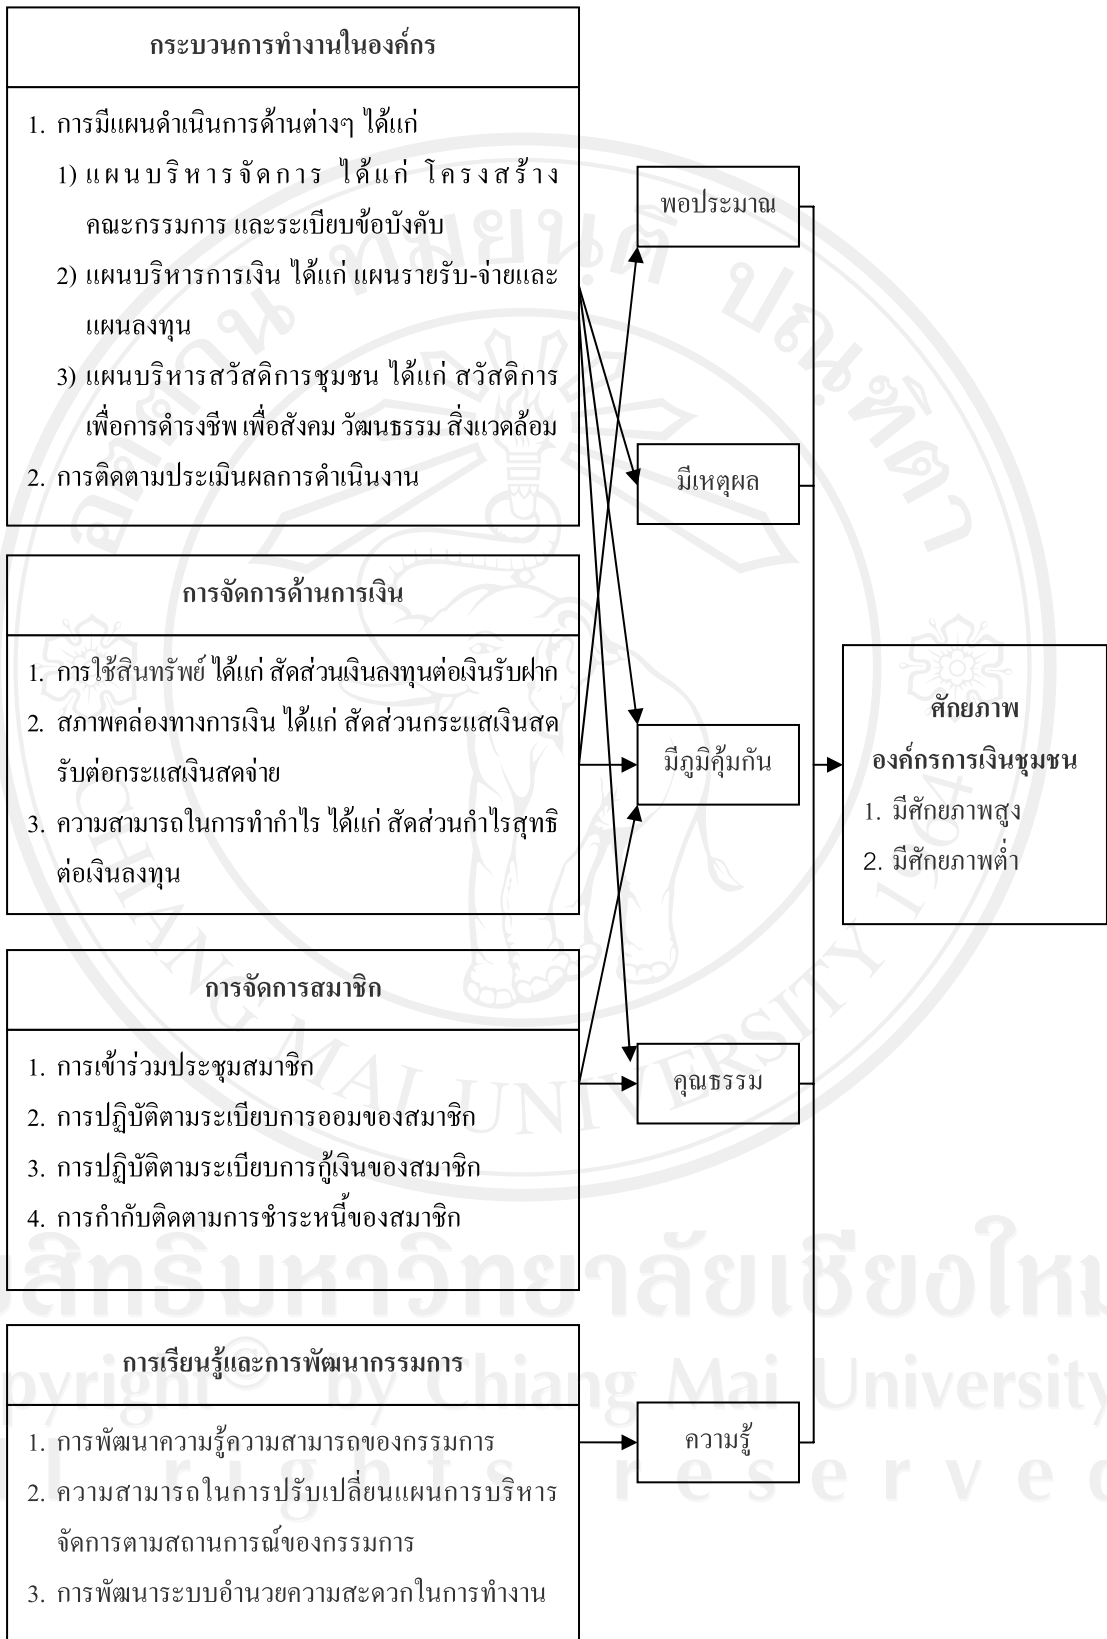 กระบวนการทำงานในองค์กร
1. การมีแผนดำเนินการด้านต่างๆ ได้แก่
1) แผนบริหารจัดการ ได้แก่ โครงสร้าง
คณะกรรมการ และระเบียบข้อบังคับ
2) แผนบริหารการเงิน ได้แก่ แผนรายรับ-จ่ายและ
แผนลงทุน
3) แผนบริหารสวัสดิการชุมชน ได้แก่ สวัสดิการ
เพื่อการดำรงชีพ เพื่อสังคม วัฒนธรรม สิ่งแวดล้อม
2. การติดตามประเมินผลการดำเนินงาน
การจัดการด้านการเงิน
1. การใช้สินทรัพย์ ได้แก่ สัดส่วนเงินลงทุนต่อเงินรับฝาก
2. สภาพคล่องทางการเงิน ได้แก่ สัดส่วนกระแสเงินสด
รับต่อกระแสเงินสดจ่าย
3. ความสามารถในการทำกำไร ได้แก่ สัดส่วนกำไรสุทธิ
ต่อเงินลงทุน
การจัดการสมาชิก
1. การเข้าร่วมประชุมสมาชิก
2. การปฏิบัติตามระเบียบการออมของสมาชิก
3. การปฏิบัติตามระเบียบการกู้เงินของสมาชิก
4. การกำกับติดตามการชำระหนี้ของสมาชิก
การเรียนรู้และการพัฒนากรรมการ
1. การพัฒนาความรู้ความสามารถของกรรมการ
2. ความสามารถในการปรับเปลี่ยนแผนการบริหาร
จัดการตามสถานการณ์ของกรรมการ
3. การพัฒนาระบบอำนวยความสะดวกในการทำงาน
พอประมาณ
มีเหตุผล
มีภูมิคุ้มกัน
คุณธรรม
ความรู้
ศักยภาพ
องค์กรการเงินชุมชน
1. มีศักยภาพสูง
2. มีศักยภาพต่ำ
อตฺตานํ ทมยนฺติ ปณฺฑิตา
CHIANG MAI UNIVERSITY 1964
สิทธิมหาวิทยาลัยเชียงใหม
pyright © by Chiang Mai University
l rights reserved